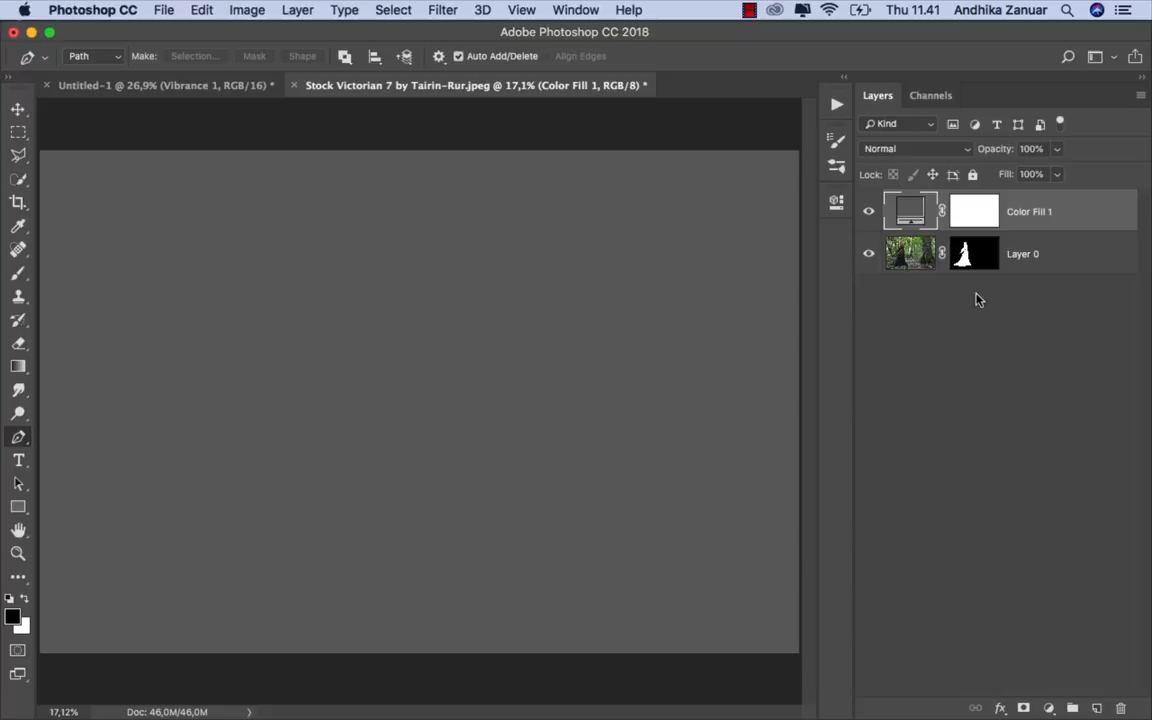 Photoshop CC File Edit Image Layer Type Select Filter 3D View Window Help Thu 11.41 Andhika Zanuar
Adobe Photoshop CC 2018
Path Make: Selection... Mask Shape Auto Add/Delete Align Edges
Untitled-1 @ 26,9% (Vibrance 1, RGB/16) * Stock Victorian 7 by Tairin-Rur.jpeg @ 17,1% (Color Fill 1, RGB/8) *
Layers Channels
Kind
Normal Opacity: 100%
Lock: Fill: 100%
Color Fill 1
Layer 0
17,12% Doc: 46,0M/46,0M